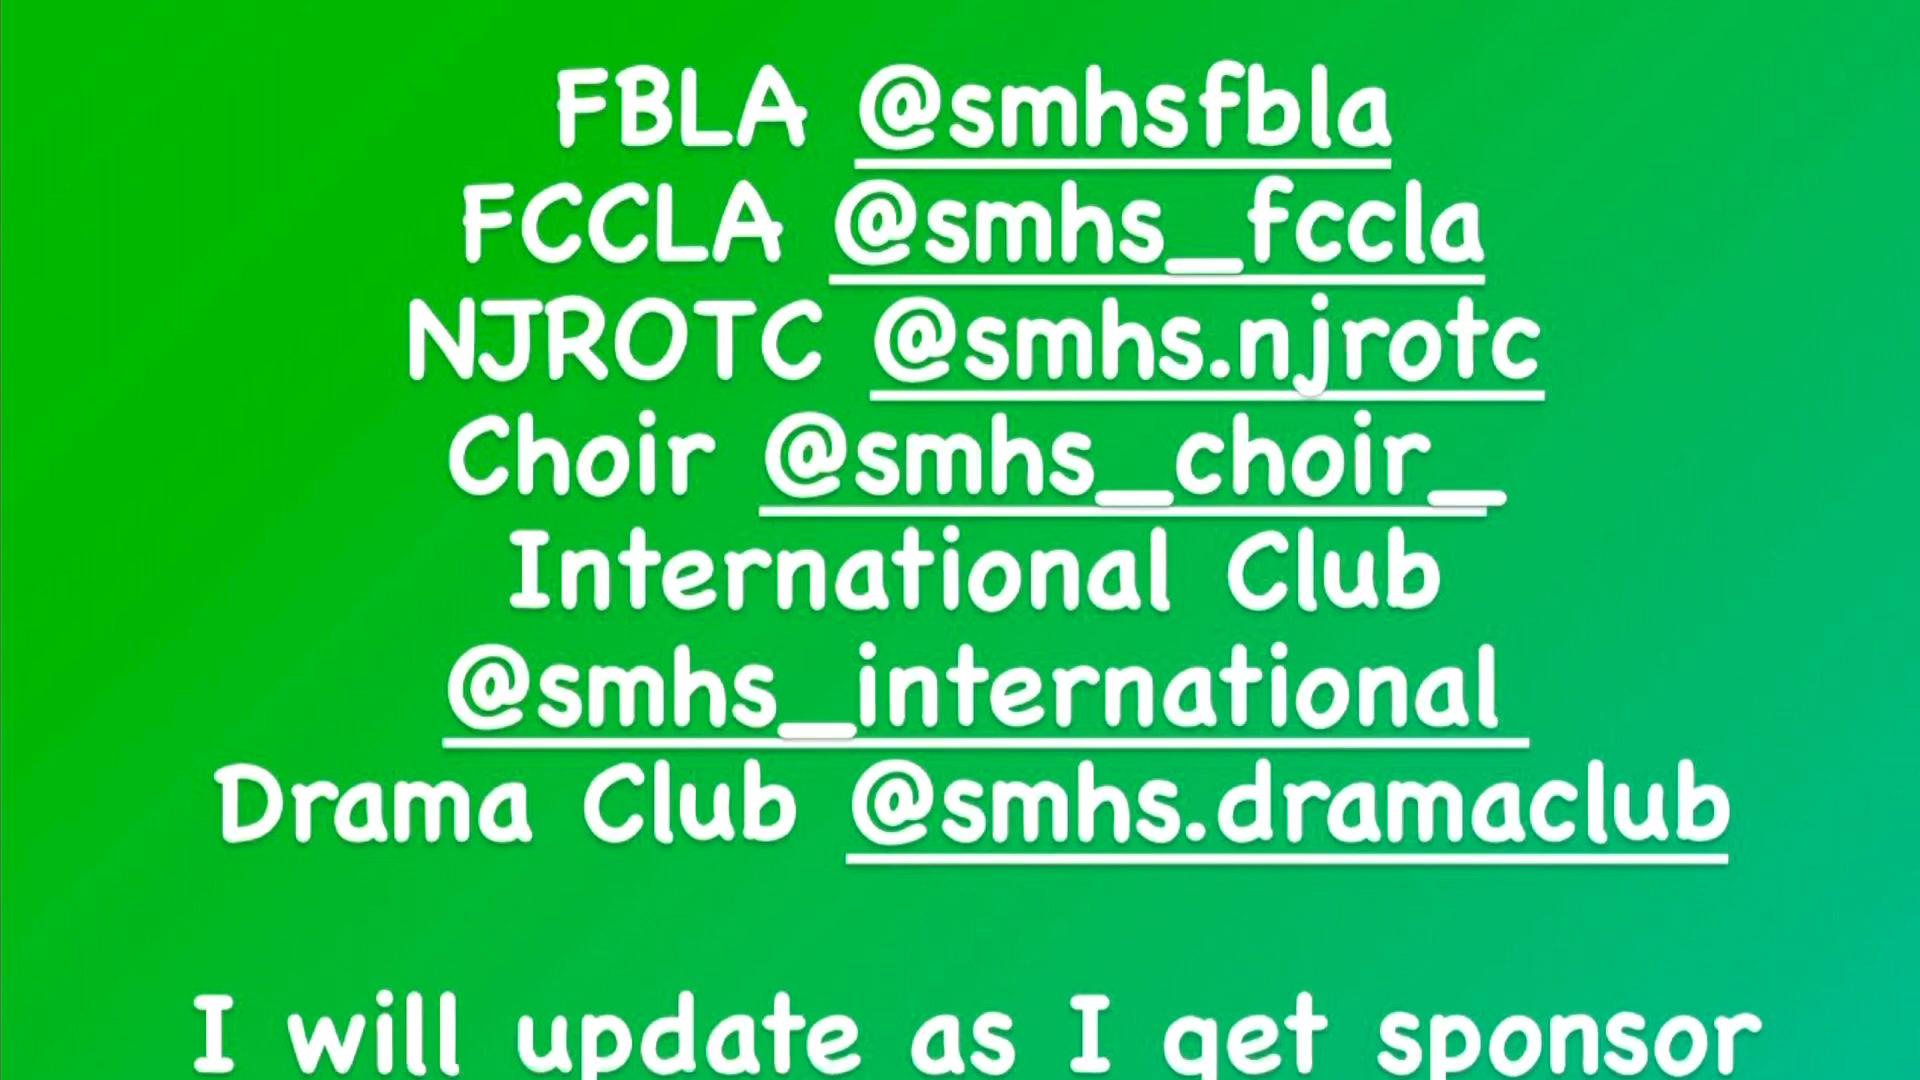 FBLA @smhsfbla
FCCLA @smhs_fccla
NJROTC @smhs.njrotc
Choir @smhs_choir_
International Club
@smhs_international
Drama Club @smhs.dramaclub
I will update as I get sponsor